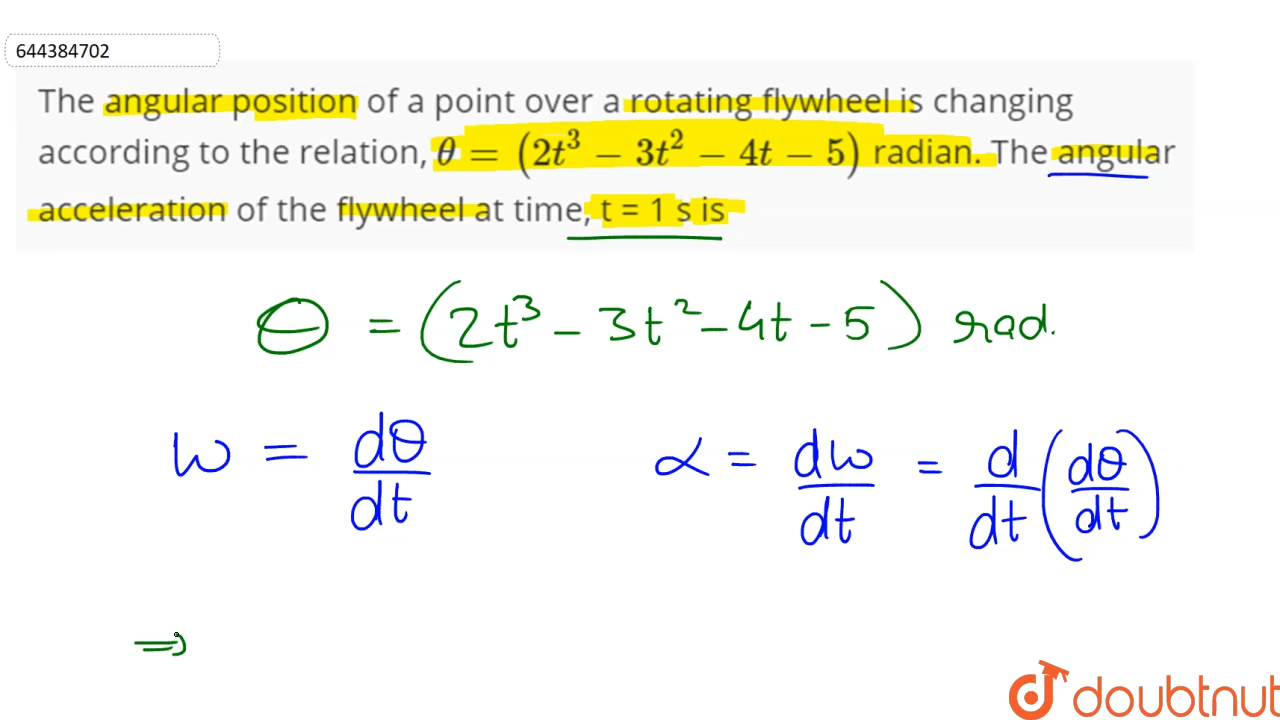 644384702
The angular position of a point over a rotating flywheel is changing
according to the relation, θ = (2t³ − 3t² − 4t − 5) radian. The angular
acceleration of the flywheel at time, t = 1 s is
θ = (2t³ − 3t² − 4t − 5) rad.
ω = dθ/dt α = dω/dt = d/dt (dθ/dt)
⇒
doubtnut